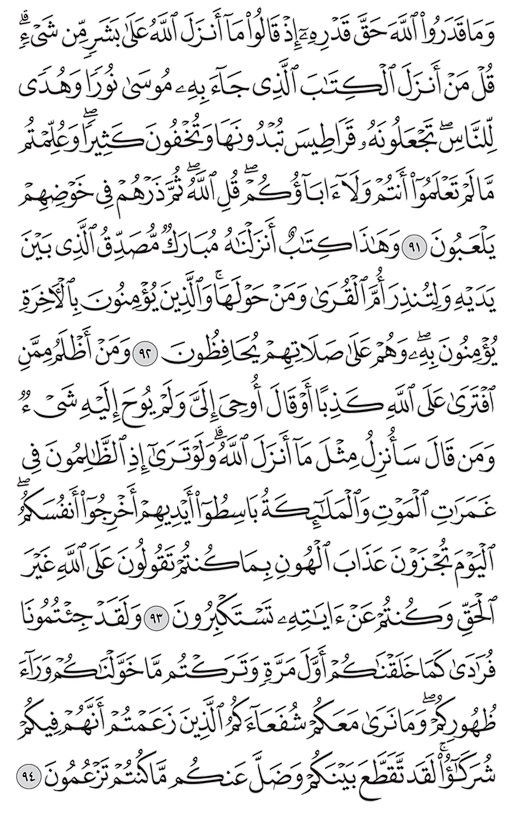 وَمَا قَدَرُوا۟ ٱللَّهَ حَقَّ قَدْرِهِۦٓ إِذْ قَالُوا۟ مَآ أَنزَلَ ٱللَّهُ عَلَىٰ بَشَرٍ مِّن شَىْءٍ ۗ
قُلْ مَنْ أَنزَلَ ٱلْكِتَـٰبَ ٱلَّذِى جَآءَ بِهِۦ مُوسَىٰ نُورًا وَهُدًى
لِّلنَّاسِ ۖ تَجْعَلُونَهُۥ قَرَاطِيسَ تُبْدُونَهَا وَتُخْفُونَ كَثِيرًا ۖ وَعُلِّمْتُم
مَّا لَمْ تَعْلَمُوٓا۟ أَنتُمْ وَلَآ ءَابَآؤُكُمْ ۖ قُلِ ٱللَّهُ ۖ ثُمَّ ذَرْهُمْ فِى خَوْضِهِمْ
يَلْعَبُونَ ٩١ وَهَـٰذَا كِتَـٰبٌ أَنزَلْنَـٰهُ مُبَارَكٌ مُّصَدِّقُ ٱلَّذِى بَيْنَ
يَدَيْهِ وَلِتُنذِرَ أُمَّ ٱلْقُرَىٰ وَمَنْ حَوْلَهَا ۚ وَٱلَّذِينَ يُؤْمِنُونَ بِٱلْـَٔاخِرَةِ
يُؤْمِنُونَ بِهِۦ ۖ وَهُمْ عَلَىٰ صَلَاتِهِمْ يُحَافِظُونَ ٩٢ وَمَنْ أَظْلَمُ مِمَّنِ
ٱفْتَرَىٰ عَلَى ٱللَّهِ كَذِبًا أَوْ قَالَ أُوحِىَ إِلَىَّ وَلَمْ يُوحَ إِلَيْهِ شَىْءٌ
وَمَن قَالَ سَأُنزِلُ مِثْلَ مَآ أَنزَلَ ٱللَّهُ ۗ وَلَوْ تَرَىٰٓ إِذِ ٱلظَّـٰلِمُونَ فِى
غَمَرَٰتِ ٱلْمَوْتِ وَٱلْمَلَـٰٓئِكَةُ بَاسِطُوٓا۟ أَيْدِيهِمْ أَخْرِجُوٓا۟ أَنفُسَكُمُ ۖ
ٱلْيَوْمَ تُجْزَوْنَ عَذَابَ ٱلْهُونِ بِمَا كُنتُمْ تَقُولُونَ عَلَى ٱللَّهِ غَيْرَ
ٱلْحَقِّ وَكُنتُمْ عَنْ ءَايَـٰتِهِۦ تَسْتَكْبِرُونَ ٩٣ وَلَقَدْ جِئْتُمُونَا
فُرَٰدَىٰ كَمَا خَلَقْنَـٰكُمْ أَوَّلَ مَرَّةٍ وَتَرَكْتُم مَّا خَوَّلْنَـٰكُمْ وَرَآءَ
ظُهُورِكُمْ ۖ وَمَا نَرَىٰ مَعَكُمْ شُفَعَآءَكُمُ ٱلَّذِينَ زَعَمْتُمْ أَنَّهُمْ فِيكُمْ
شُرَكَـٰٓؤُا۟ ۚ لَقَد تَّقَطَّعَ بَيْنَكُمْ وَضَلَّ عَنكُم مَّا كُنتُمْ تَزْعُمُونَ ٩٤